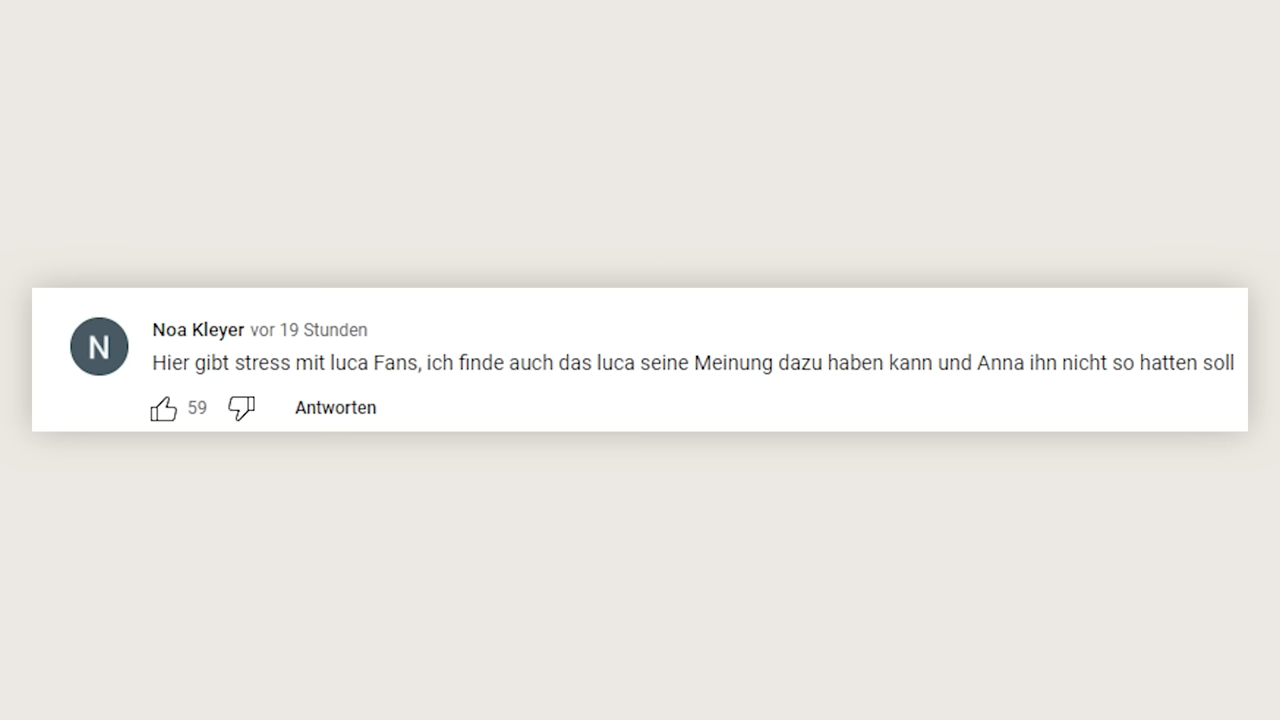 N
Noa Kleyer vor 19 Stunden
Hier gibt stress mit luca Fans, ich finde auch das luca seine Meinung dazu haben kann und Anna ihn nicht so hatten soll
59 Antworten